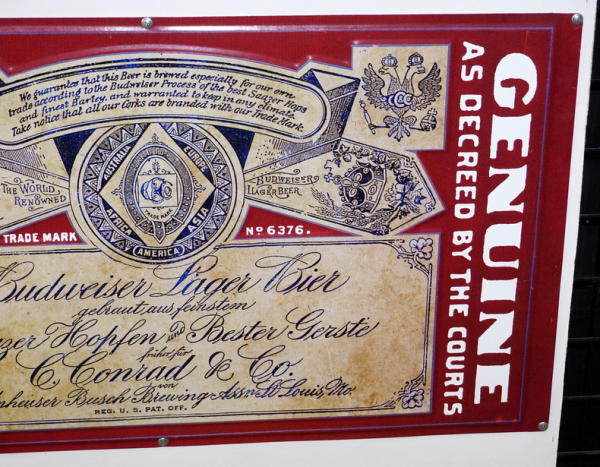 We guarantee that this Beer is brewed especially for our own
trade according to the Budwiser Process of the best Saazer Hops
and finest Barley, and warranted to keep in any climate.
Take notice that all our Corks are branded with our Trade Mark.
AUSTRALIA
EUROPE
AFRICA
ASIA
AMERICA
CCC
TRADE MARK
CCC
THE WORLD
RENOWNED
BUDWEISER
LAGER BEER
TRADE MARK
No 6376.
Budweiser Lager Bier
gebraut aus feinstem
Hopfen und Bester Gerste
früher für
C. Conrad & Co.
von
Busch Brewing Assn. St Louis, Mo.
REG. U. S. PAT. OFF.
GENUINE
AS DECREED BY THE COURTS